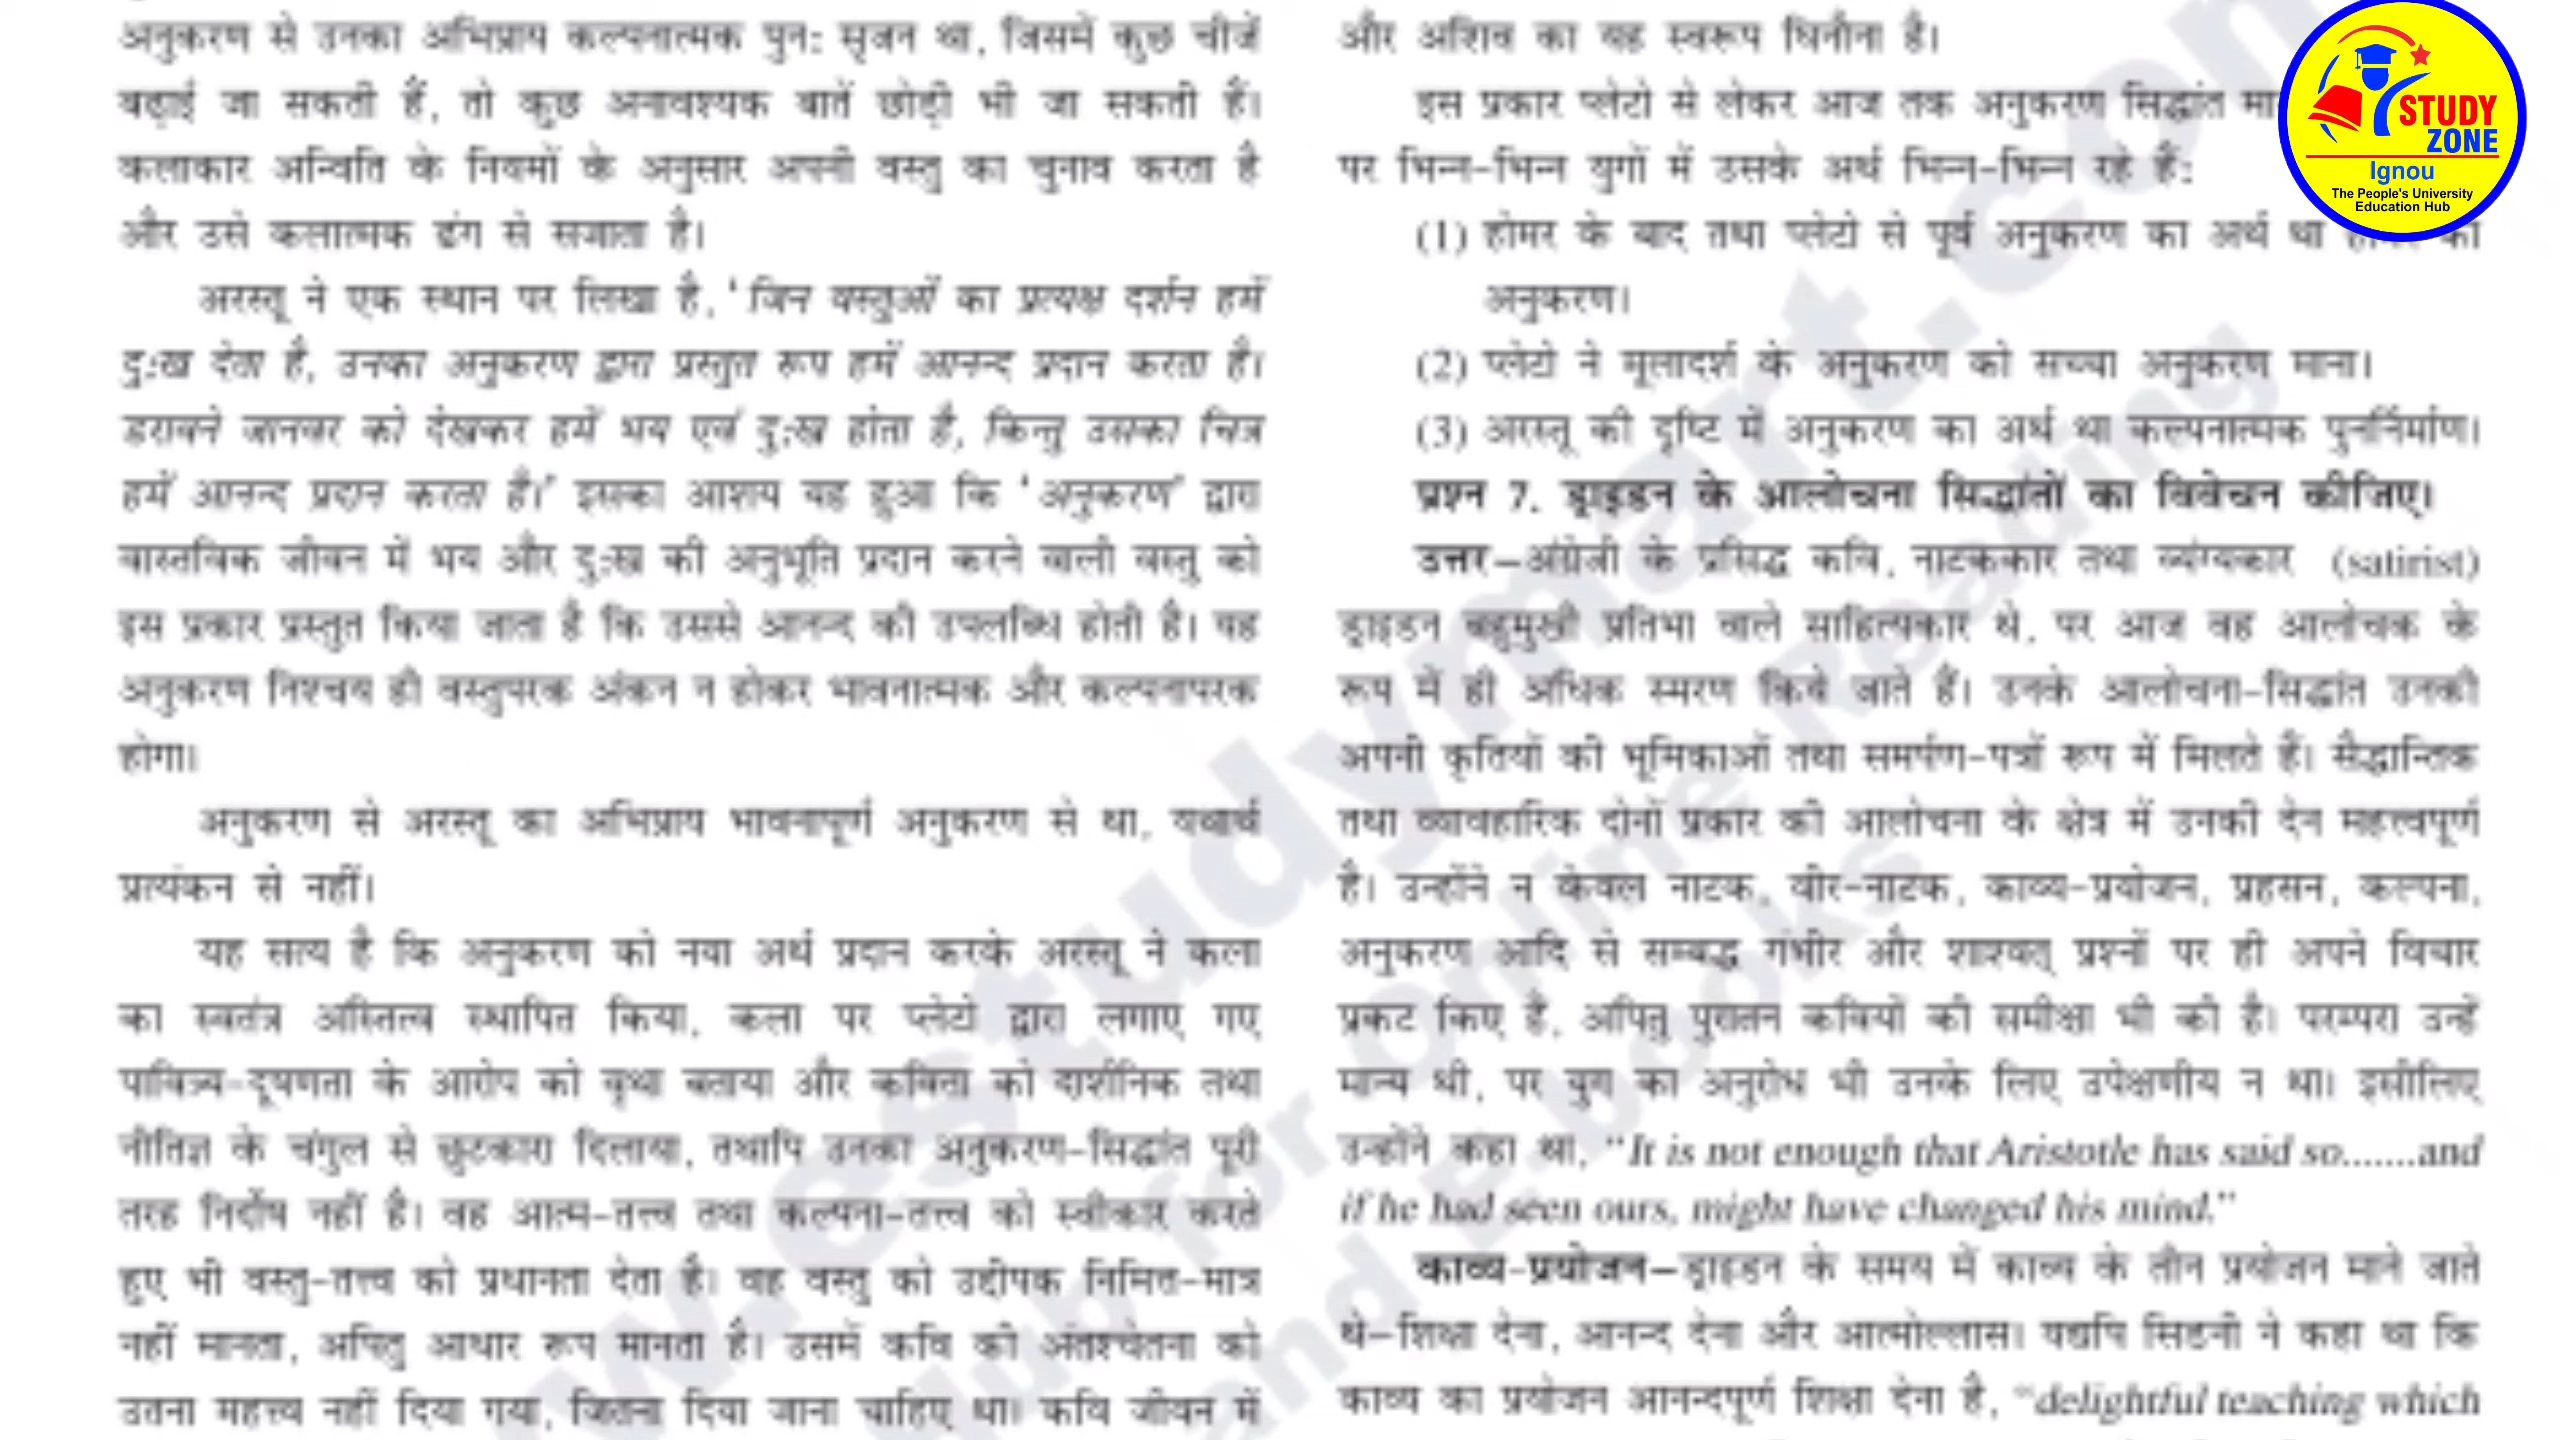 अनुकरण से उनका अभिप्राय कल्पनात्मक पुन: सृजन था, जिसमें कुछ चीजें
बढ़ाई जा सकती हैं, तो कुछ अनावश्यक बातें छोड़ी भी जा सकती हैं।
कलाकार अन्विति के नियमों के अनुसार अपनी वस्तु का चुनाव करता है
और उसे कलात्मक ढंग से सजाता है।
अरस्तू ने एक स्थान पर लिखा है, 'जिन वस्तुओं का प्रत्यक्ष दर्शन हमें
दु:ख देता है, उनका अनुकरण द्वारा प्रस्तुत रूप हमें आनन्द प्रदान करता है।
डरावने जानवर को देखकर हमें भय एवं दु:ख होता है, किन्तु उसका चित्र
हमें आनन्द प्रदान करता है।' इसका आशय यह हुआ कि 'अनुकरण' द्वारा
वास्तविक जीवन में भय और दु:ख की अनुभूति प्रदान करने वाली वस्तु को
इस प्रकार प्रस्तुत किया जाता है कि उससे आनन्द की उपलब्धि होती है। यह
अनुकरण निश्चय ही वस्तुपरक अंकन न होकर भावनात्मक और कल्पनापरक
होगा।
अनुकरण से अरस्तू का अभिप्राय भावनापूर्ण अनुकरण से था, यथार्थ
प्रत्यंकन से नहीं।
यह सत्य है कि अनुकरण को नया अर्थ प्रदान करके अरस्तू ने कला
का स्वतंत्र अस्तित्व स्थापित किया, कला पर प्लेटो द्वारा लगाए गए
पावित्र्य-दूषणता के आरोप को वृथा बताया और कविता को दार्शनिक तथा
नीतिज्ञ के चंगुल से छुटकारा दिलाया, तथापि उनका अनुकरण-सिद्धांत पूरी
तरह निर्दोष नहीं है। वह आत्म-तत्त्व तथा कल्पना-तत्त्व को स्वीकार करते
हुए भी वस्तु-तत्त्व को प्रधानता देता है। वह वस्तु को उद्दीपक निमित्त-मात्र
नहीं मानता, अपितु आधार रूप मानता है। उसमें कवि की अंतश्चेतना को
उतना महत्त्व नहीं दिया गया, जितना दिया जाना चाहिए था। कवि जीवन में
और अशिव का यह स्वरूप घिनौना है।
इस प्रकार प्लेटो से लेकर आज तक अनुकरण सिद्धांत
पर भिन्न-भिन्न युगों में उसके अर्थ भिन्न-भिन्न रहे हैं:
(1) होमर के बाद तथा प्लेटो से पूर्व अनुकरण का अर्थ था होमर का
अनुकरण।
(2) प्लेटो ने मूलादर्श के अनुकरण को सच्चा अनुकरण माना।
(3) अरस्तू की दृष्टि में अनुकरण का अर्थ था कल्पनात्मक पुनर्निर्माण।
प्रश्न 7. ड्राइडन के आलोचना सिद्धांतों का विवेचन कीजिए।
उत्तर–अंग्रेजी के प्रसिद्ध कवि, नाटककार तथा व्यंग्यकार (satirist)
ड्राइडन बहुमुखी प्रतिभा वाले साहित्यकार थे, पर आज वह आलोचक के
रूप में ही अधिक स्मरण किये जाते हैं। उनके आलोचना-सिद्धांत उनकी
अपनी कृतियों की भूमिकाओं तथा समर्पण-पत्रों रूप में मिलते हैं। सैद्धान्तिक
तथा व्यावहारिक दोनों प्रकार की आलोचना के क्षेत्र में उनकी देन महत्त्वपूर्ण
है। उन्होंने न केवल नाटक, वीर-नाटक, काव्य-प्रयोजन, प्रहसन, कल्पना,
अनुकरण आदि से सम्बद्ध गंभीर और शाश्वत् प्रश्नों पर ही अपने विचार
प्रकट किए हैं, अपितु पुरातन कवियों की समीक्षा भी की है। परम्परा उन्हें
मान्य थी, पर युग का अनुरोध भी उनके लिए उपेक्षणीय न था। इसीलिए
उन्होंने कहा था, "It is not enough that Aristotle has said so.......and
if he had seen ours, might have changed his mind."
काव्य-प्रयोजन–ड्राइडन के समय में काव्य के तीन प्रयोजन माने जाते
थे–शिक्षा देना, आनन्द देना और आत्मोल्लास। यद्यपि सिडनी ने कहा था कि
काव्य का प्रयोजन आनन्दपूर्ण शिक्षा देना है, "delightful teaching which
STUDY
ZONE
Ignou
The People's University
Education Hub
w.estudymart.com
Hub for Online Reading
and E-books